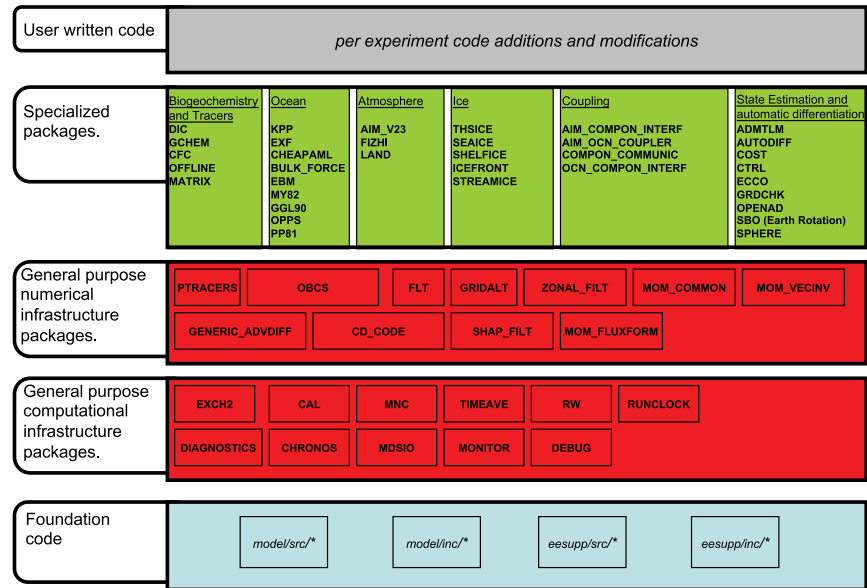 User written code
per experiment code additions and modifications
Specialized
packages.
Biogeochemistry
and Tracers
DIC
GCHEM
CFC
OFFLINE
MATRIX
Ocean
KPP
EXF
CHEAPAML
BULK_FORCE
EBM
MY82
GGL90
OPPS
PP81
Atmosphere
AIM_V23
FIZHI
LAND
Ice
THSICE
SEAICE
SHELFICE
ICEFRONT
STREAMICE
Coupling
AIM_COMPON_INTERF
AIM_OCN_COUPLER
COMPON_COMMUNIC
OCN_COMPON_INTERF
State Estimation and
automatic differentiation
ADMTLM
AUTODIFF
COST
CTRL
ECCO
GRDCHK
OPENAD
SBO (Earth Rotation)
SPHERE
General purpose
numerical
infrastructure
packages.
PTRACERS OBCS FLT GRIDALT ZONAL_FILT MOM_COMMON MOM_VECINV
GENERIC_ADVDIFF CD_CODE SHAP_FILT MOM_FLUXFORM
General purpose
computational
infrastructure
packages.
EXCH2 CAL MNC TIMEAVE RW RUNCLOCK
DIAGNOSTICS CHRONOS MDSIO MONITOR DEBUG
Foundation
code
model/src/* model/inc/* eesupp/src/* eesupp/inc/*